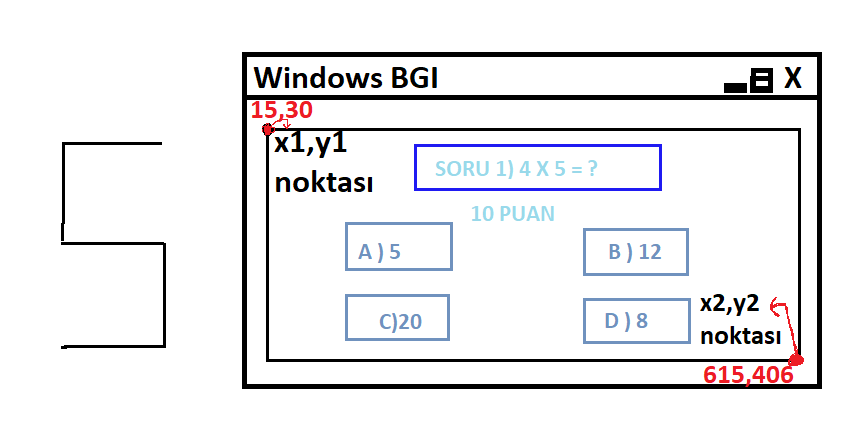 Windows BGI
X
15,30
x1,y1
noktası
SORU 1) 4 X 5 = ?
10 PUAN
A ) 5
B ) 12
C)20
D ) 8
x2,y2
noktası
615,406